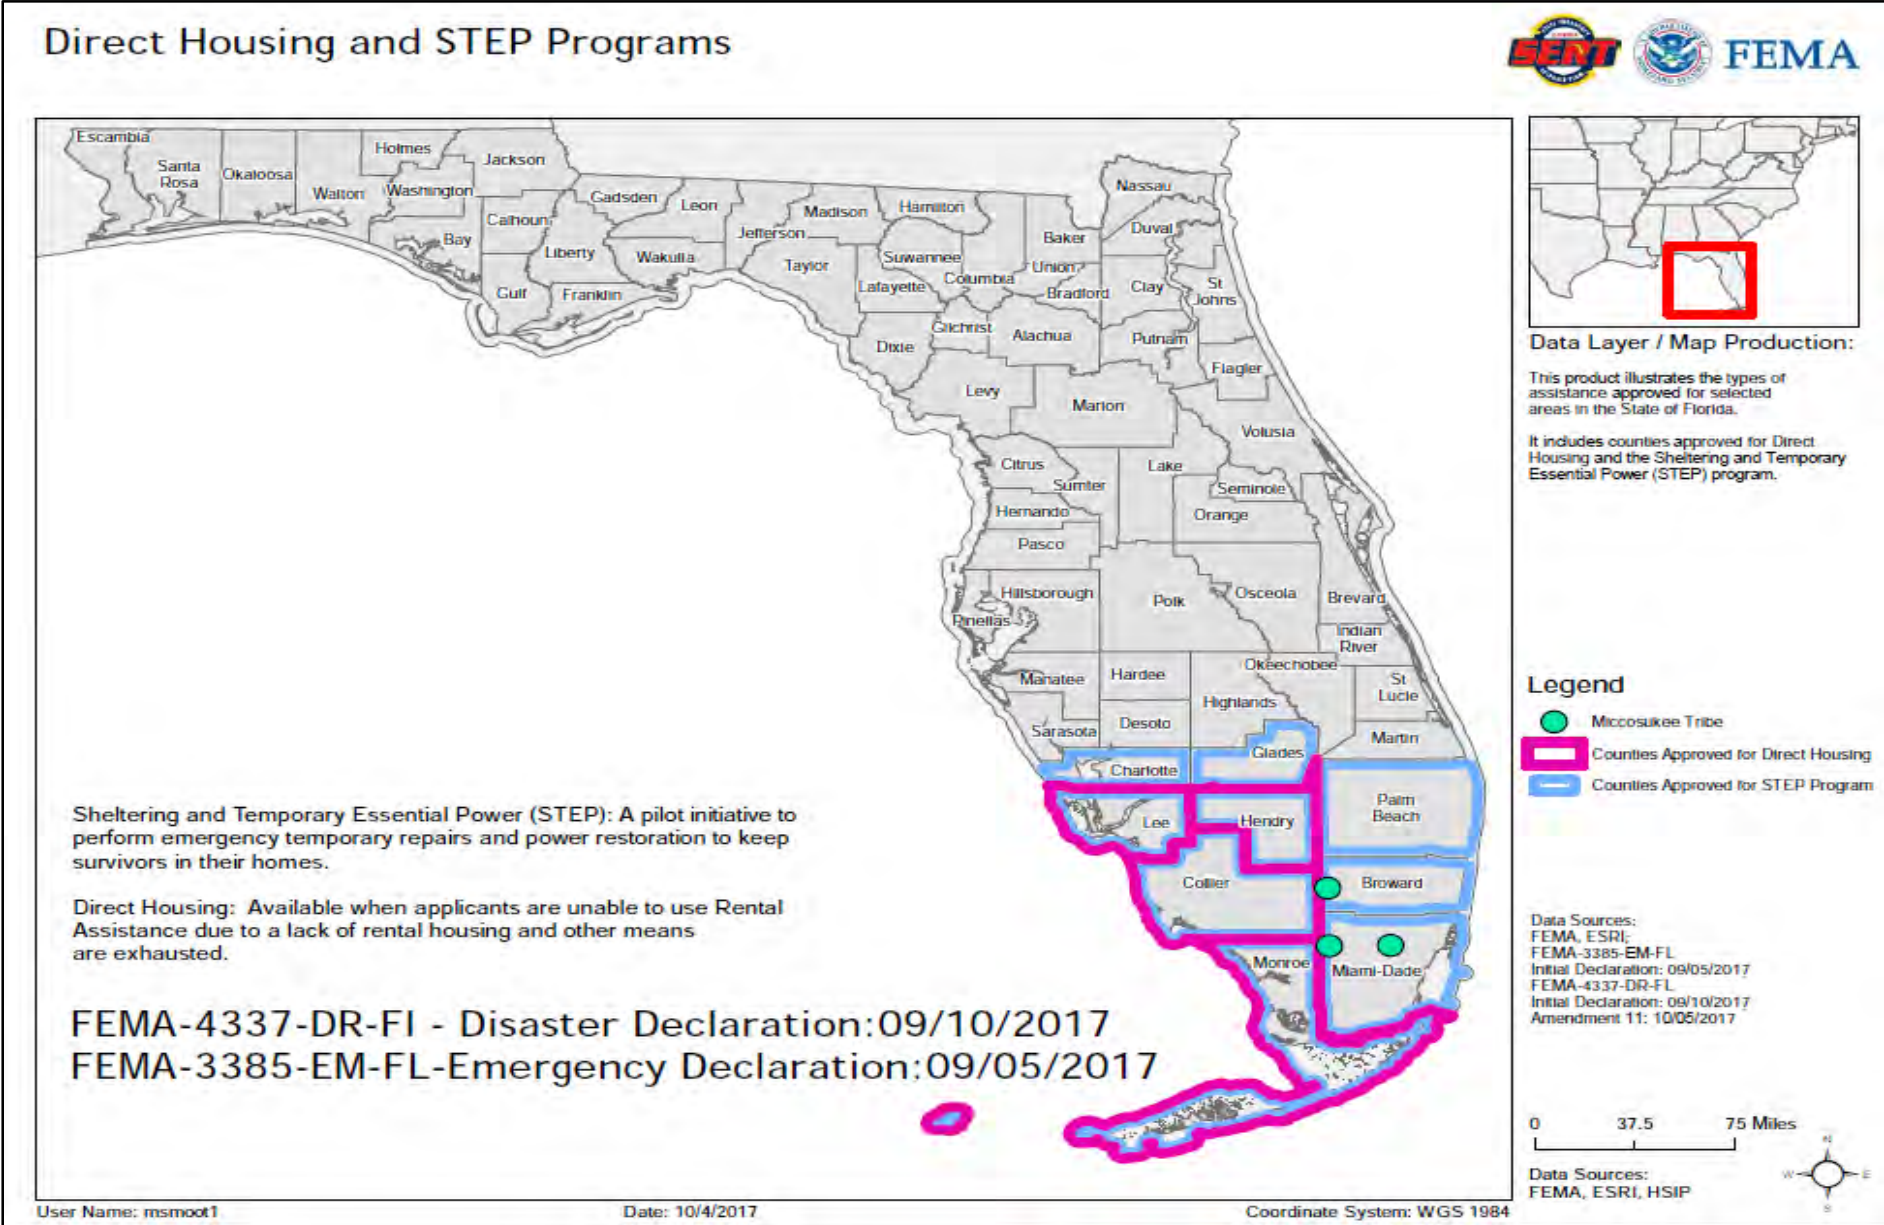 Direct Housing and STEP Programs
SERT
FEMA
Escambia
Santa
Rosa
Okaloosa
Walton
Holmes
Washington
Jackson
Bay
Calhoun
Gulf
Liberty
Franklin
Gadsden
Leon
Wakulla
Jefferson
Madison
Taylor
Hamilton
Suwannee
Lafayette
Columbia
Dixie
Gilchrist
Baker
Union
Bradford
Nassau
Duval
Clay
St
Johns
Alachua
Putnam
Flagler
Levy
Marion
Volusia
Citrus
Sumter
Lake
Seminole
Hernando
Orange
Pasco
Hillsborough
Pinellas
Polk
Osceola
Brevard
Indian
River
Okeechobee
Manatee
Hardee
Highlands
St
Lucie
Sarasota
Desoto
Martin
Glades
Charlotte
Palm
Beach
Lee
Hendry
Collier
Broward
Monroe
Miami-Dade
Sheltering and Temporary Essential Power (STEP): A pilot initiative to
perform emergency temporary repairs and power restoration to keep
survivors in their homes.
Direct Housing: Available when applicants are unable to use Rental
Assistance due to a lack of rental housing and other means
are exhausted.
FEMA-4337-DR-Fl - Disaster Declaration:09/10/2017
FEMA-3385-EM-FL-Emergency Declaration:09/05/2017
Data Layer / Map Production:
This product illustrates the types of
assistance approved for selected
areas in the State of Florida.
It includes counties approved for Direct
Housing and the Sheltering and Temporary
Essential Power (STEP) program.
Legend
Miccosukee Tribe
Counties Approved for Direct Housing
Counties Approved for STEP Program
Data Sources:
FEMA, ESRI,
FEMA-3385-EM-FL
Initial Declaration: 09/05/2017
FEMA-4337-DR-FL
Initial Declaration: 09/10/2017
Amendment 11: 10/05/2017
0 37.5 75 Miles
Data Sources:
FEMA, ESRI, HSIP
N
W E
S
User Name: msmoot1
Date: 10/4/2017
Coordinate System: WGS 1984